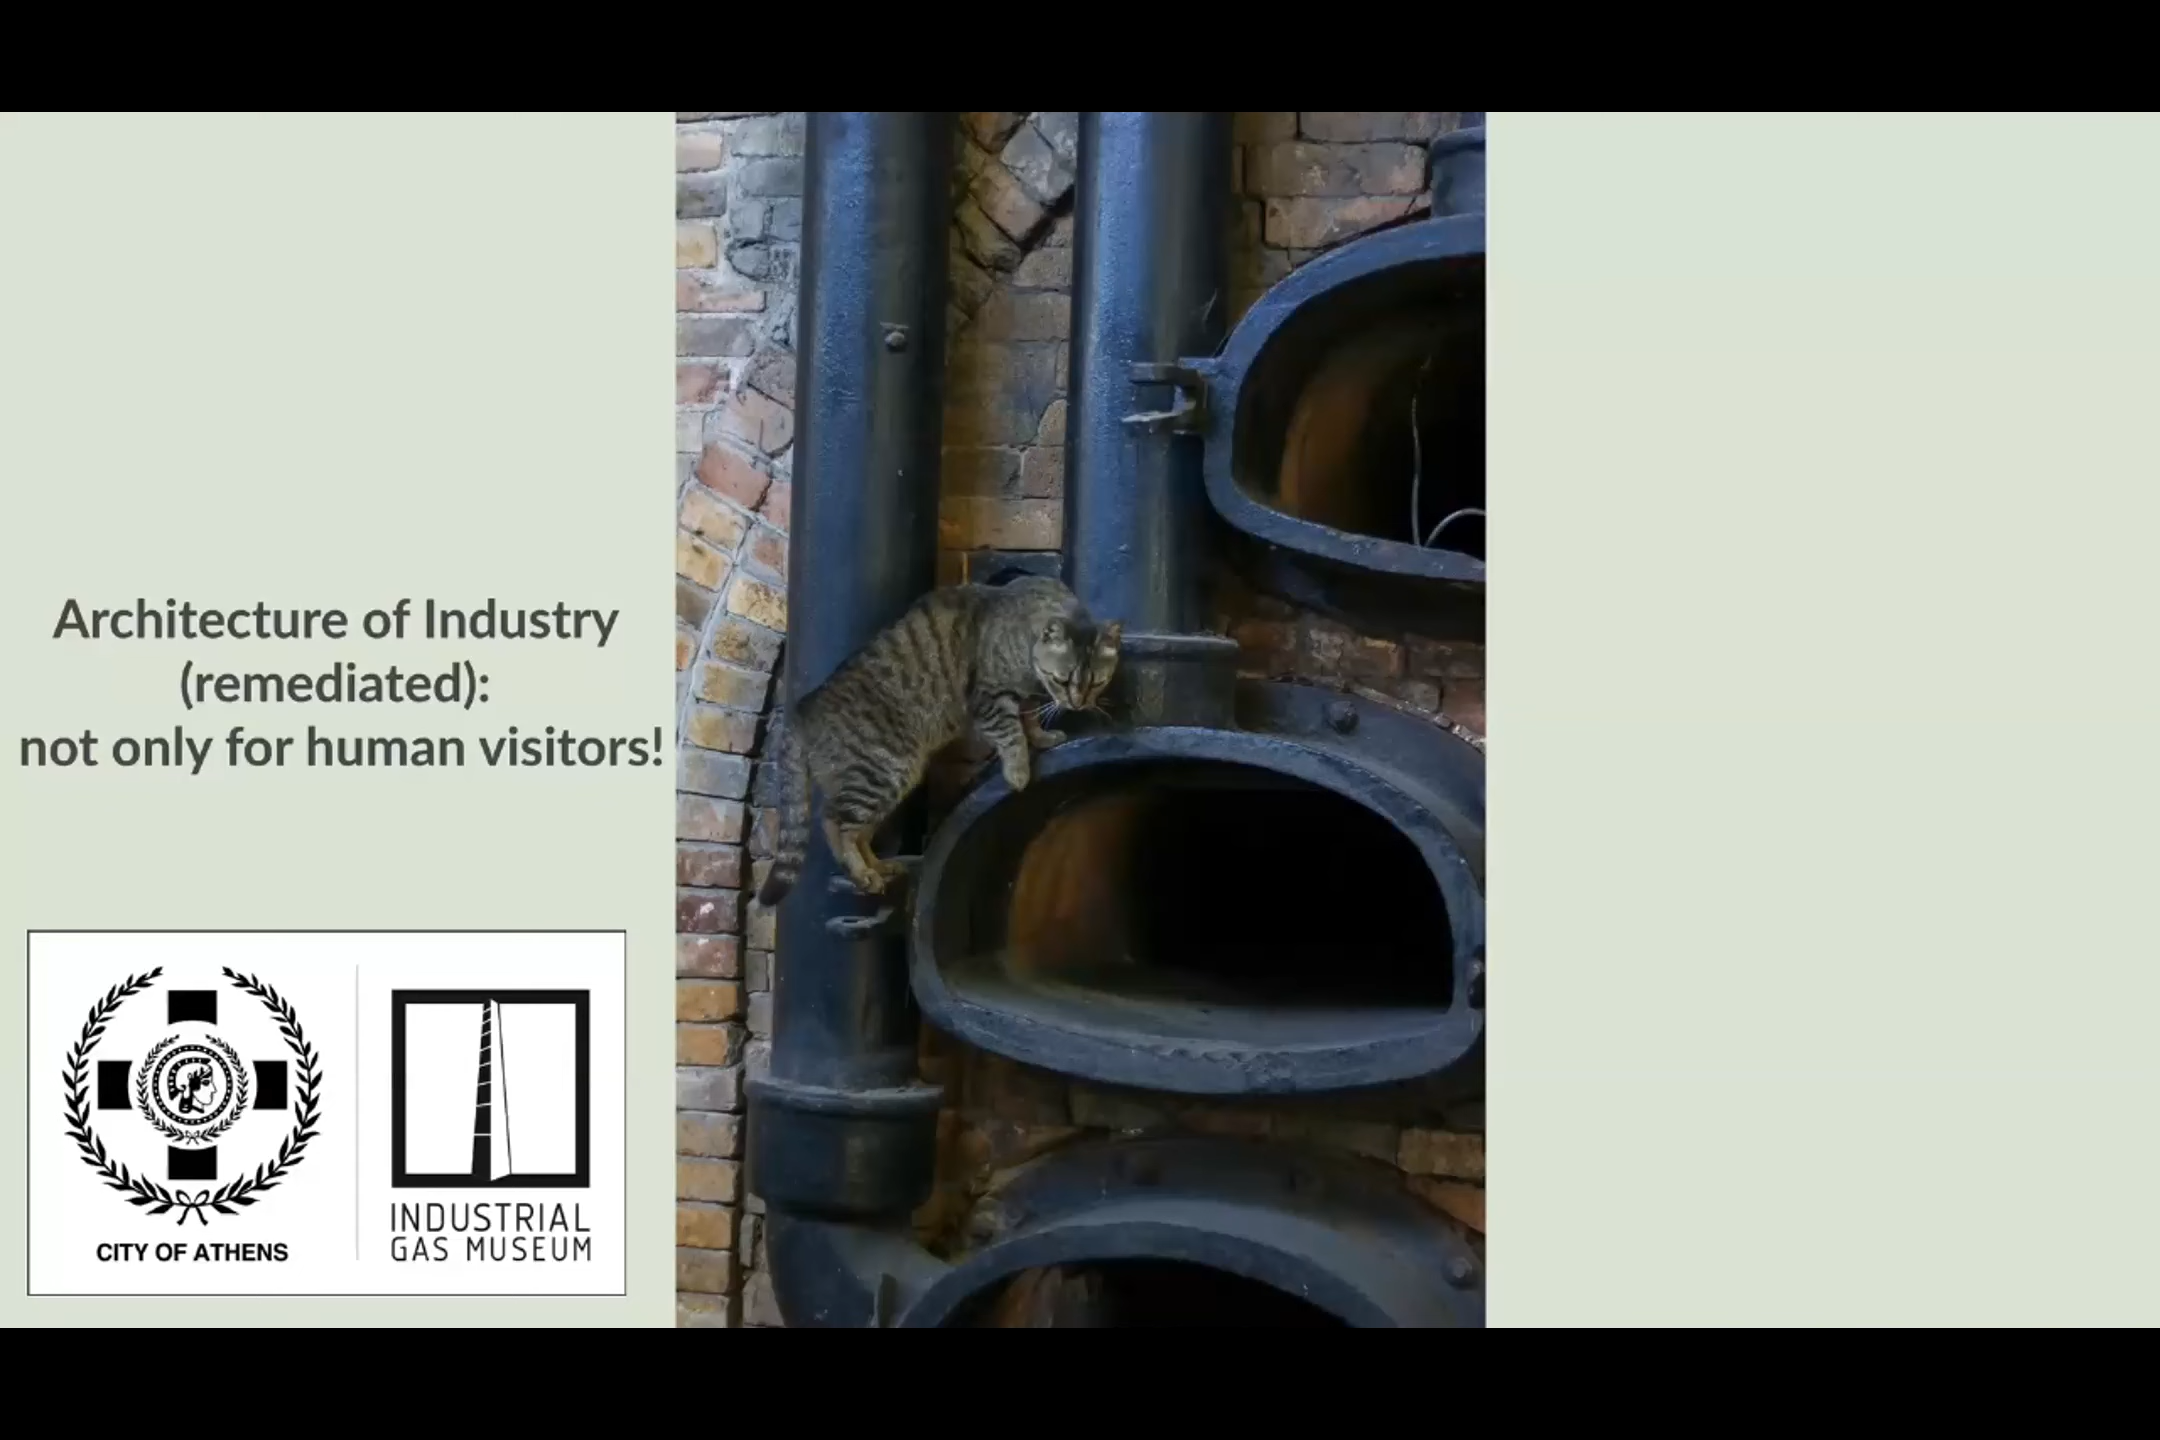 Architecture of Industry
(remediated):
not only for human visitors!
CITY OF ATHENS
INDUSTRIAL
GAS MUSEUM